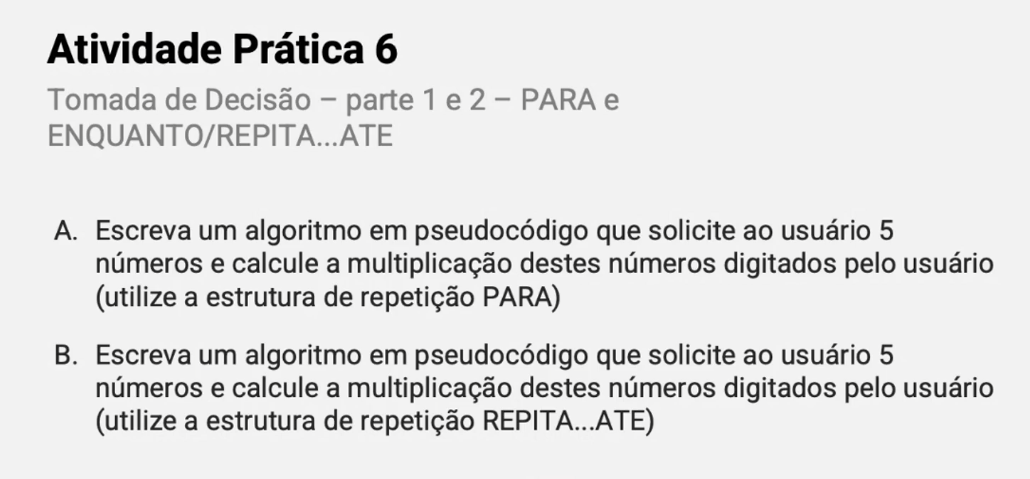 Atividade Prática 6
Tomada de Decisão – parte 1 e 2 – PARA e
ENQUANTO/REPITA...ATE
A. Escreva um algoritmo em pseudocódigo que solicite ao usuário 5
números e calcule a multiplicação destes números digitados pelo usuário
(utilize a estrutura de repetição PARA)
B. Escreva um algoritmo em pseudocódigo que solicite ao usuário 5
números e calcule a multiplicação destes números digitados pelo usuário
(utilize a estrutura de repetição REPITA...ATE)